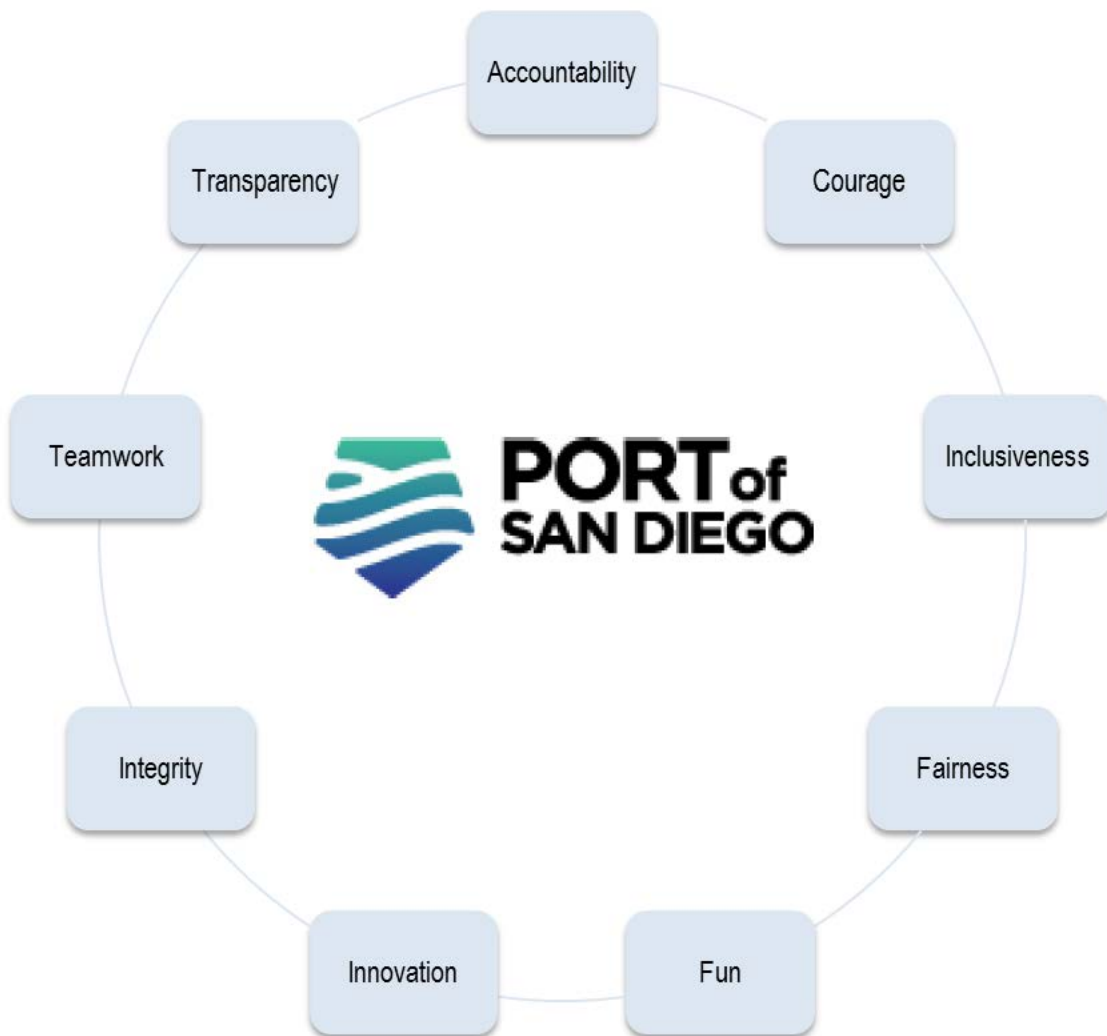 Accountability
Courage
Inclusiveness
Fairness
Fun
Innovation
Integrity
Teamwork
Transparency
PORT of
SAN DIEGO